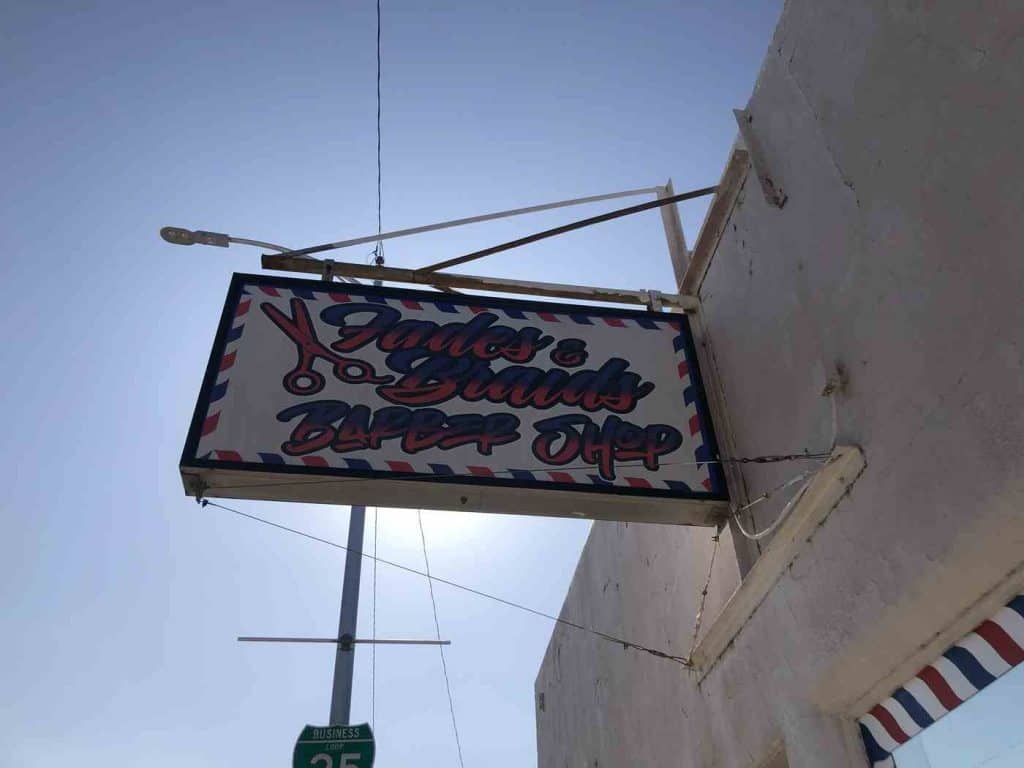 Fades &
Braids
BARBER SHOP
BUSINESS
LOOP
25